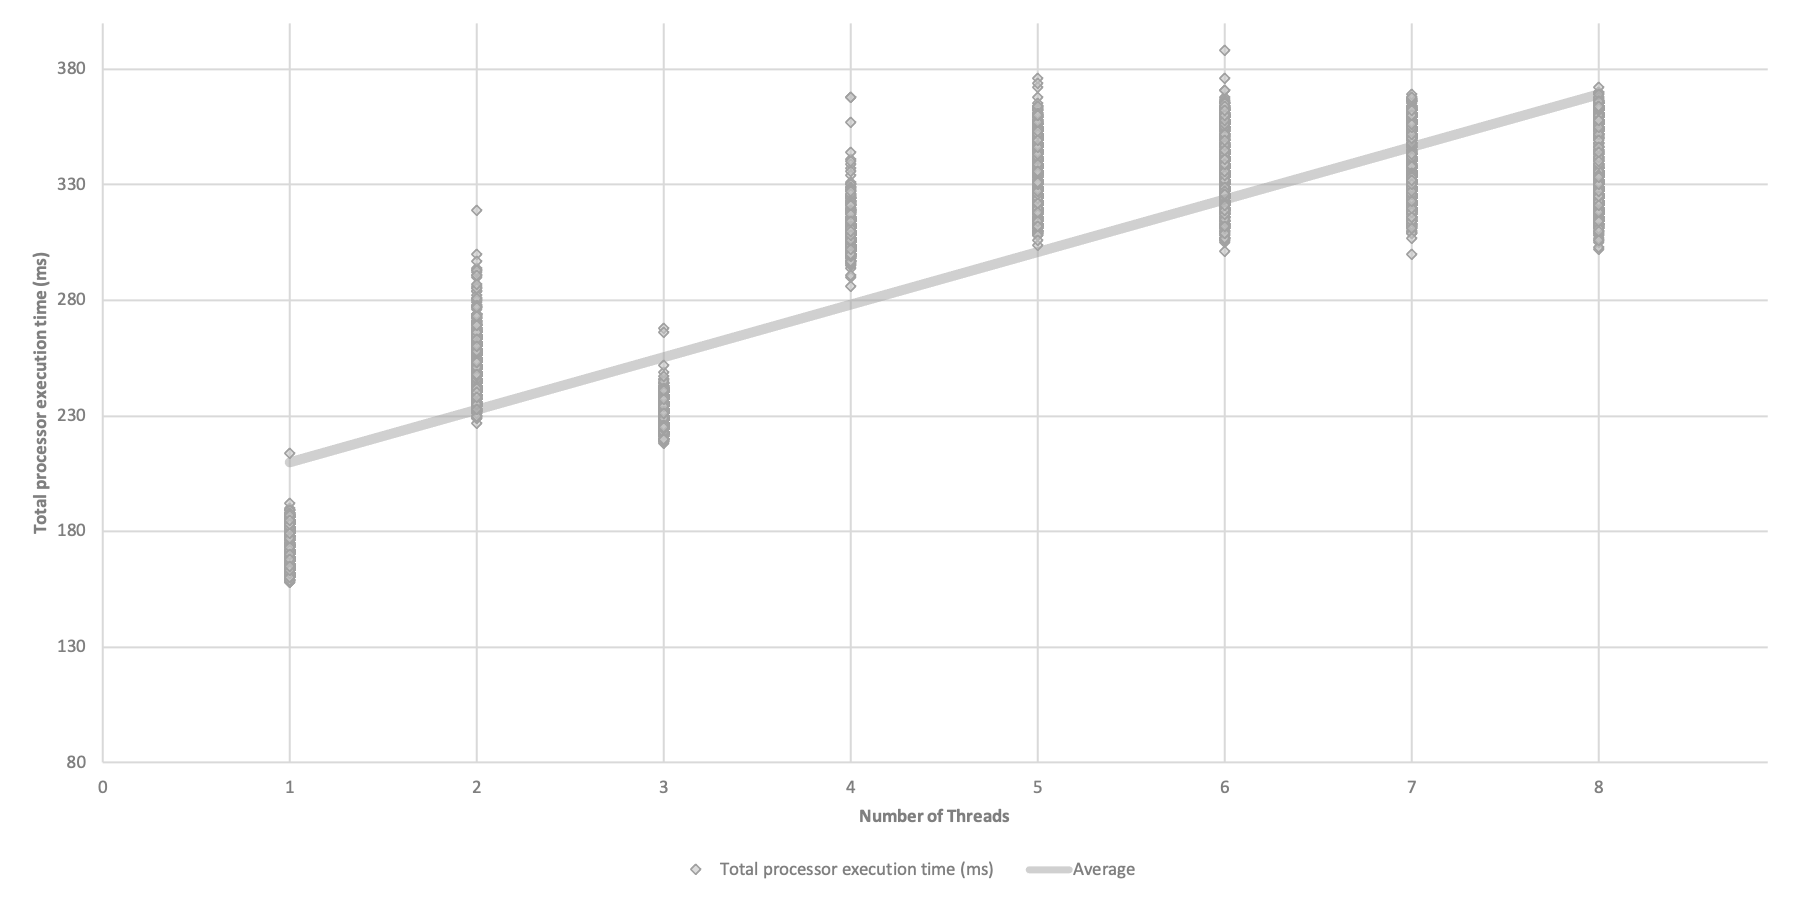 Total processor execution time (ms)
380
330
280
230
180
130
80
0 1 2 3 4 5 6 7 8
Number of Threads
Total processor execution time (ms) Average